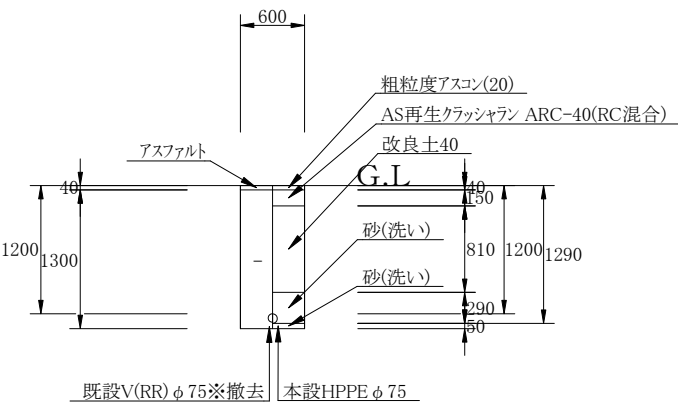 600
粗粒度アスコン(20)
AS再生クラッシャラン ARC-40(RC混合)
アスファルト
改良土40
G.L
40
40
150
砂(洗い)
1200
1300
810
1200
1290
砂(洗い)
290
50
既設V(RR)φ75※撤去
本設HPPEφ75